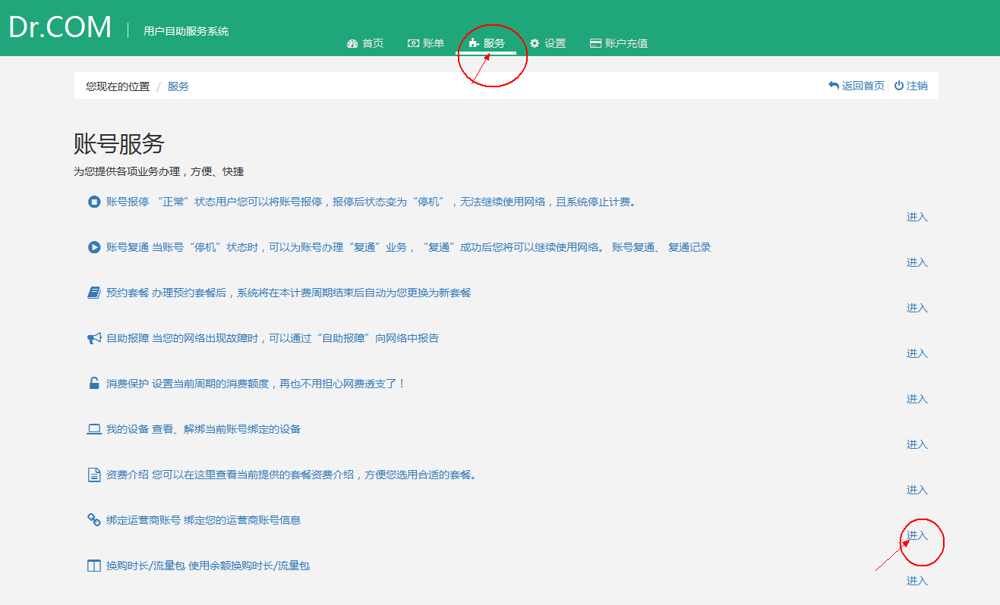 Dr.COM
用户自助服务系统
首页 账单 服务 设置 账户充值
您现在的位置 / 服务 返回首页 注销
账号服务
为您提供各项业务办理，方便、快捷
账号报停 “正常”状态用户您可以将账号报停，报停后状态变为“停机”，无法继续使用网络，且系统停止计费。
进入
账号复通 当账号“停机”状态时，可以为账号办理“复通”业务，“复通”成功后您将可以继续使用网络。 账号复通、 复通记录
进入
预约套餐 办理预约套餐后，系统将在本计费周期结束后自动为您更换为新套餐
进入
自助报障 当您的网络出现故障时，可以通过“自助报障”向网络中报告
进入
消费保护 设置当前周期的消费额度，再也不用担心网费透支了！
进入
我的设备 查看、解绑当前账号绑定的设备
进入
资费介绍 您可以在这里查看当前提供的套餐资费介绍，方便您选用合适的套餐。
进入
绑定运营商账号 绑定您的运营商账号信息
进入
换购时长/流量包 使用余额换购时长/流量包
进入